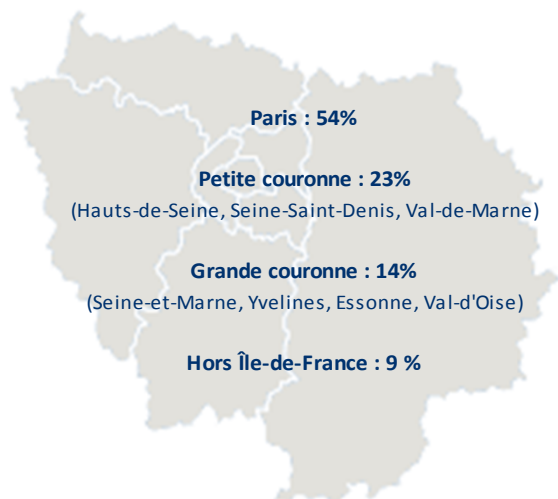 Paris : 54%
Petite couronne : 23%
(Hauts-de-Seine, Seine-Saint-Denis, Val-de-Marne)
Grande couronne : 14%
(Seine-et-Marne, Yvelines, Essonne, Val-d'Oise)
Hors Île-de-France : 9 %